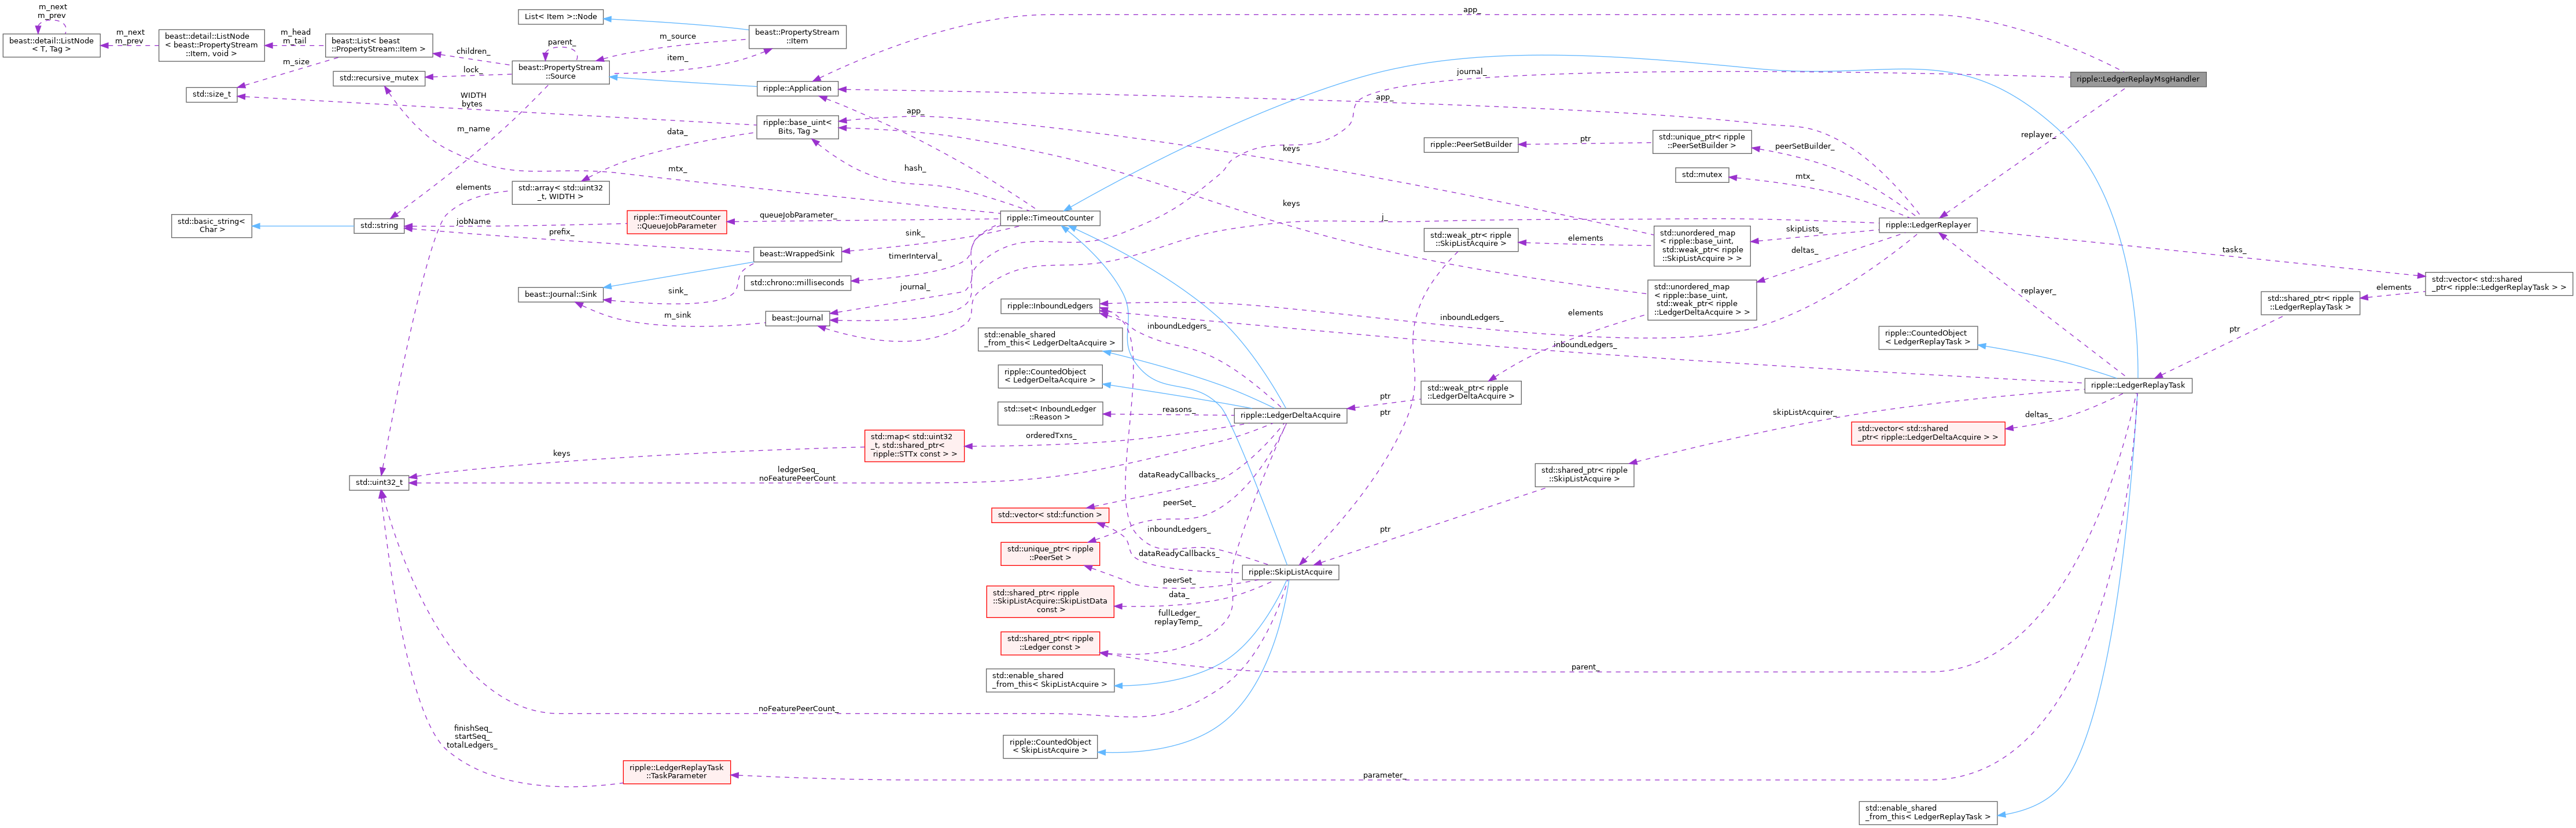 m_next
m_prev
beast::detail::ListNode
< T, Tag >
m_next
m_prev
beast::detail::ListNode
< beast::PropertyStream
::Item, void >
m_head
m_tail
beast::List< beast
::PropertyStream::Item >
m_size
std::size_t
children_
lock_
std::recursive_mutex
WIDTH
bytes
m_name
List< Item >::Node
parent_
beast::PropertyStream
::Source
m_source
item_
beast::PropertyStream
::Item
ripple::Application
ripple::base_uint<
Bits, Tag >
data_
std::array< std::uint32
_t, WIDTH >
elements
mtx_
app_
hash_
std::basic_string<
Char >
std::string
jobName
prefix_
ripple::TimeoutCounter
::QueueJobParameter
queueJobParameter_
ripple::TimeoutCounter
sink_
beast::WrappedSink
timerInterval_
std::chrono::milliseconds
beast::Journal::Sink
sink_
m_sink
journal_
beast::Journal
app_
journal_
app_
ripple::LedgerReplayMsgHandler
replayer_
keys
keys
j_
ripple::PeerSetBuilder
ptr
std::unique_ptr< ripple
::PeerSetBuilder >
peerSetBuilder_
std::mutex
mtx_
ripple::LedgerReplayer
skipLists_
deltas_
std::unordered_map
< ripple::base_uint,
std::weak_ptr< ripple
::SkipListAcquire > >
elements
std::weak_ptr< ripple
::SkipListAcquire >
std::unordered_map
< ripple::base_uint,
std::weak_ptr< ripple
::LedgerDeltaAcquire > >
elements
tasks_
std::vector< std::shared
_ptr< ripple::LedgerReplayTask > >
elements
std::shared_ptr< ripple
::LedgerReplayTask >
ptr
replayer_
ripple::InboundLedgers
inboundLedgers_
inboundLedgers_
inboundLedgers_
std::enable_shared
_from_this< LedgerDeltaAcquire >
ripple::CountedObject
< LedgerReplayTask >
ripple::CountedObject
< LedgerDeltaAcquire >
std::weak_ptr< ripple
::LedgerDeltaAcquire >
ptr
ptr
ripple::LedgerReplayTask
std::set< InboundLedger
::Reason >
reasons_
ripple::LedgerDeltaAcquire
skipListAcquirer_
deltas_
std::vector< std::shared
_ptr< ripple::LedgerDeltaAcquire > >
std::map< std::uint32
_t, std::shared_ptr<
ripple::STTx const > >
orderedTxns_
keys
ledgerSeq_
noFeaturePeerCount_
std::uint32_t
dataReadyCallbacks_
std::shared_ptr< ripple
::SkipListAcquire >
peerSet_
std::vector< std::function >
inboundLedgers_
ptr
std::unique_ptr< ripple
::PeerSet >
dataReadyCallbacks_
ripple::SkipListAcquire
peerSet_
data_
std::shared_ptr< ripple
::SkipListAcquire::SkipListData
const >
fullLedger_
replayTemp_
std::shared_ptr< ripple
::Ledger const >
parent_
std::enable_shared
_from_this< SkipListAcquire >
noFeaturePeerCount_
finishSeq_
startSeq_
totalLedgers_
ripple::CountedObject
< SkipListAcquire >
ripple::LedgerReplayTask
::TaskParameter
parameter_
std::enable_shared
_from_this< LedgerReplayTask >